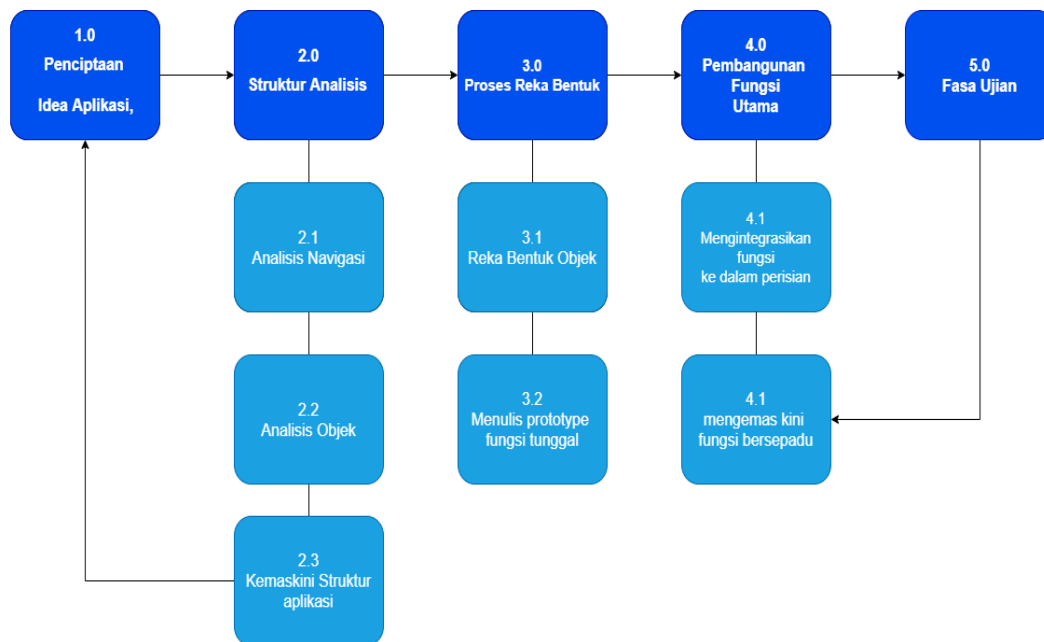 1.0
Penciptaan
Idea Aplikasi,
2.0
Struktur Analisis
3.0
Proses Reka Bentuk
4.0
Pembangunan
Fungsi
Utama
5.0
Fasa Ujian
2.1
Analisis Navigasi
3.1
Reka Bentuk Objek
4.1
Mengintegrasikan
fungsi
ke dalam perisian
2.2
Analisis Objek
3.2
Menulis prototype
fungsi tunggal
4.1
mengemas kini
fungsi bersepadu
2.3
Kemaskini Struktur
aplikasi